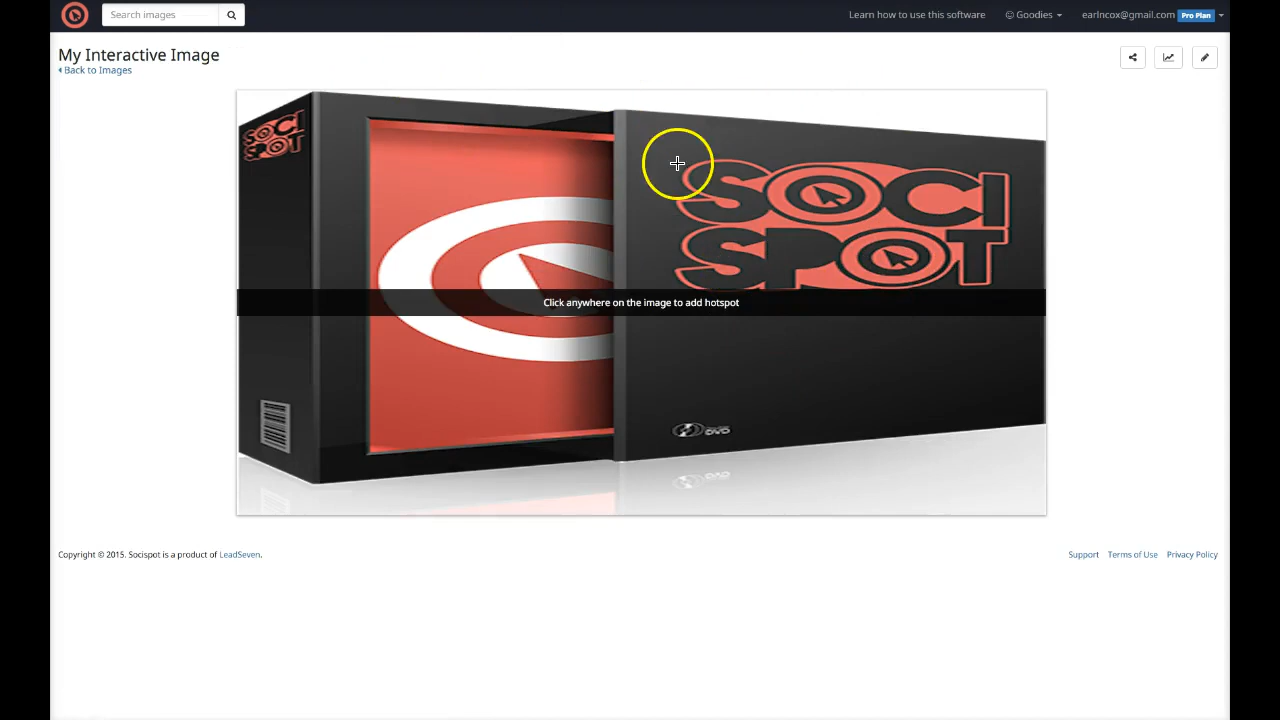 Search images
Learn how to use this software
Goodies
earlncox@gmail.com Pro Plan
My Interactive Image
Back to Images
SOCI
SPOT
SOCI
SPOT
Click anywhere on the image to add hotspot
DVD
Copyright © 2015. Socispot is a product of LeadSeven.
Support Terms of Use Privacy Policy